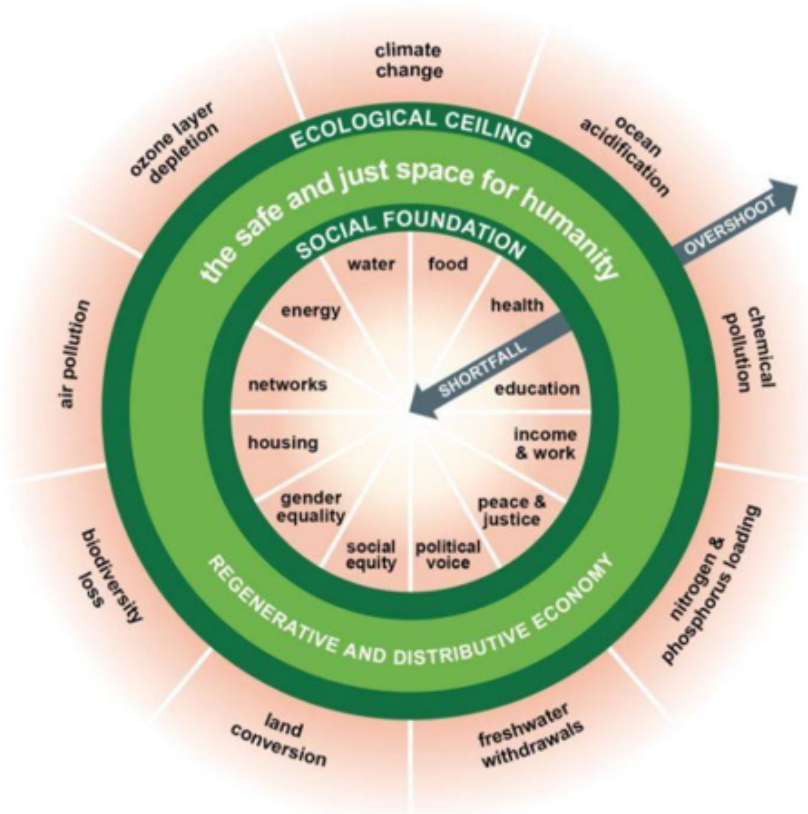 climate
change
ocean
acidification
OVERSHOOT
chemical
pollution
nitrogen &
phosphorus loading
freshwater
withdrawals
land
conversion
biodiversity
loss
air pollution
ozone layer
depletion
ECOLOGICAL CEILING
the safe and just space for humanity
SOCIAL FOUNDATION
water
food
health
SHORTFALL
education
income
& work
peace &
justice
political
voice
social
equity
gender
equality
housing
networks
energy
REGENERATIVE AND DISTRIBUTIVE ECONOMY